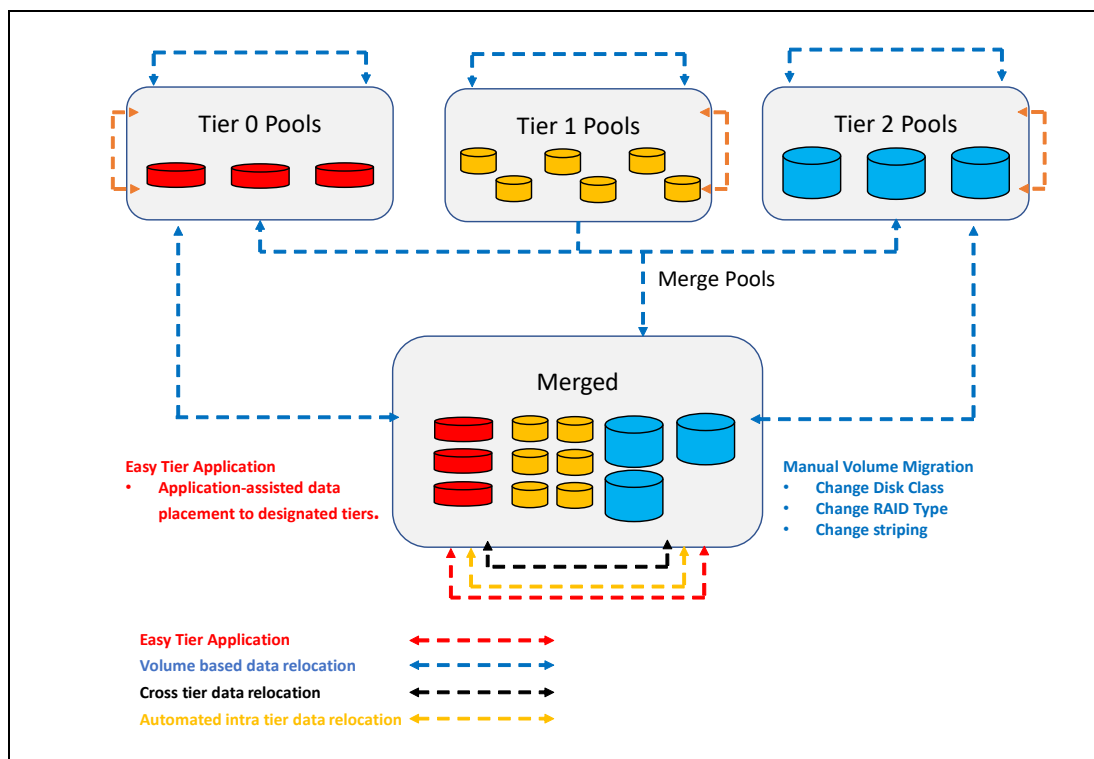 Tier 0 Pools
Tier 1 Pools
Tier 2 Pools
Merge Pools
Merged
Easy Tier Application
• Application-assisted data
placement to designated tiers.
Manual Volume Migration
• Change Disk Class
• Change RAID Type
• Change striping
Easy Tier Application
Volume based data relocation
Cross tier data relocation
Automated intra tier data relocation